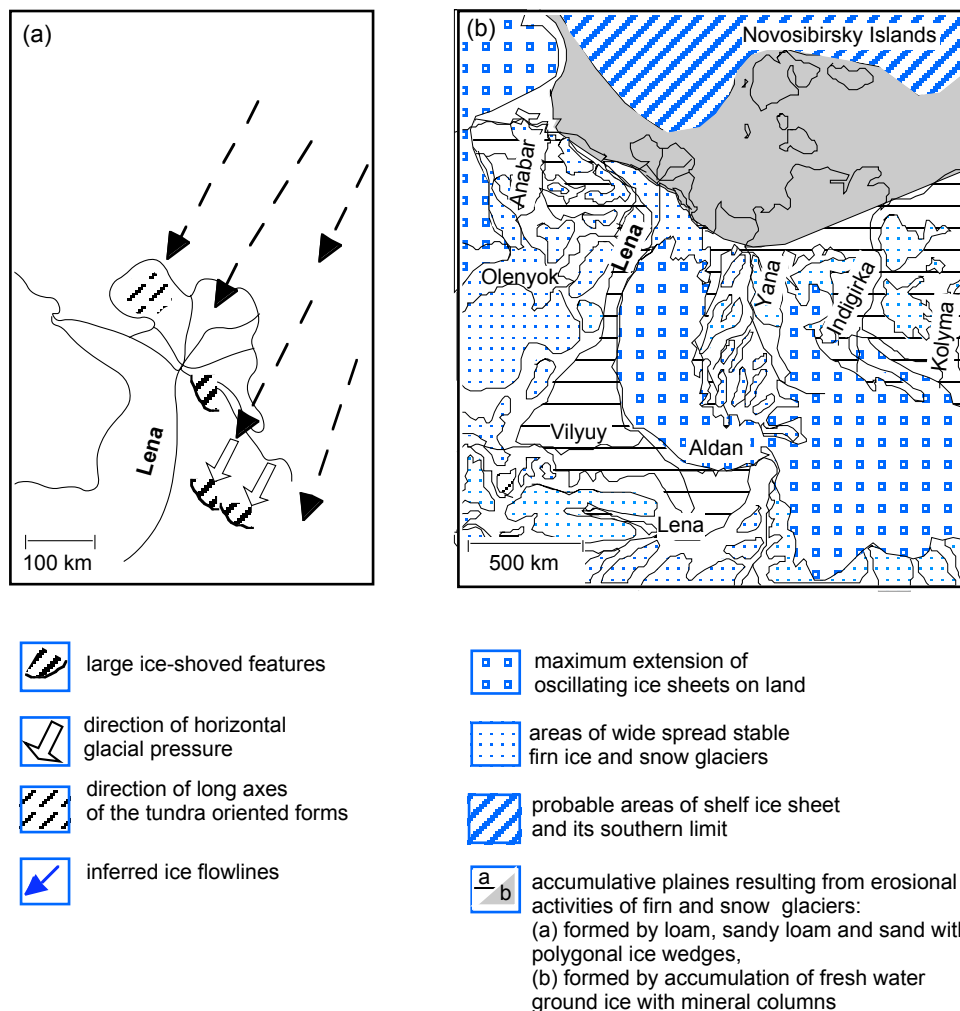 (a)
Lena
100 km
(b)
Novosibirsky Islands
Anabar
Lena
Olenyok
Yana
Indigirka
Kolyma
Vilyuy
Aldan
Lena
500 km
large ice-shoved features
direction of horizontal
glacial pressure
direction of long axes
of the tundra oriented forms
inferred ice flowlines
maximum extension of
oscillating ice sheets on land
areas of wide spread stable
firn ice and snow glaciers
probable areas of shelf ice sheet
and its southern limit
a
b
accumulative plaines resulting from erosional
activities of firn and snow glaciers:
(a) formed by loam, sandy loam and sand with
polygonal ice wedges,
(b) formed by accumulation of fresh water
ground ice with mineral columns